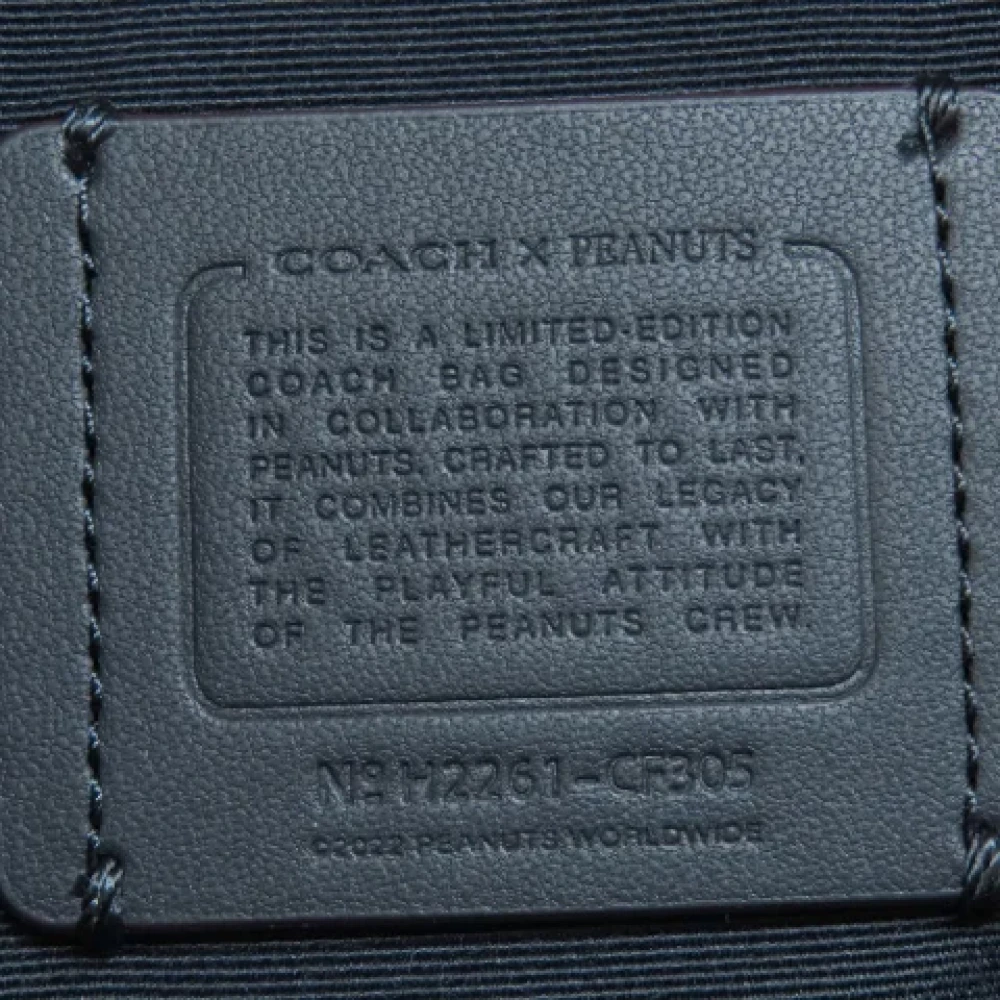 COACH X PEANUTS
THIS IS A LIMITED-EDITION
COACH BAG DESIGNED
IN COLLABORATION WITH
PEANUTS. CRAFTED TO LAST,
IT COMBINES OUR LEGACY
OF LEATHERCRAFT WITH
THE PLAYFUL ATTITUDE
OF THE PEANUTS CREW.
Nº H2261-CF305
©2022 PEANUTS WORLDWIDE